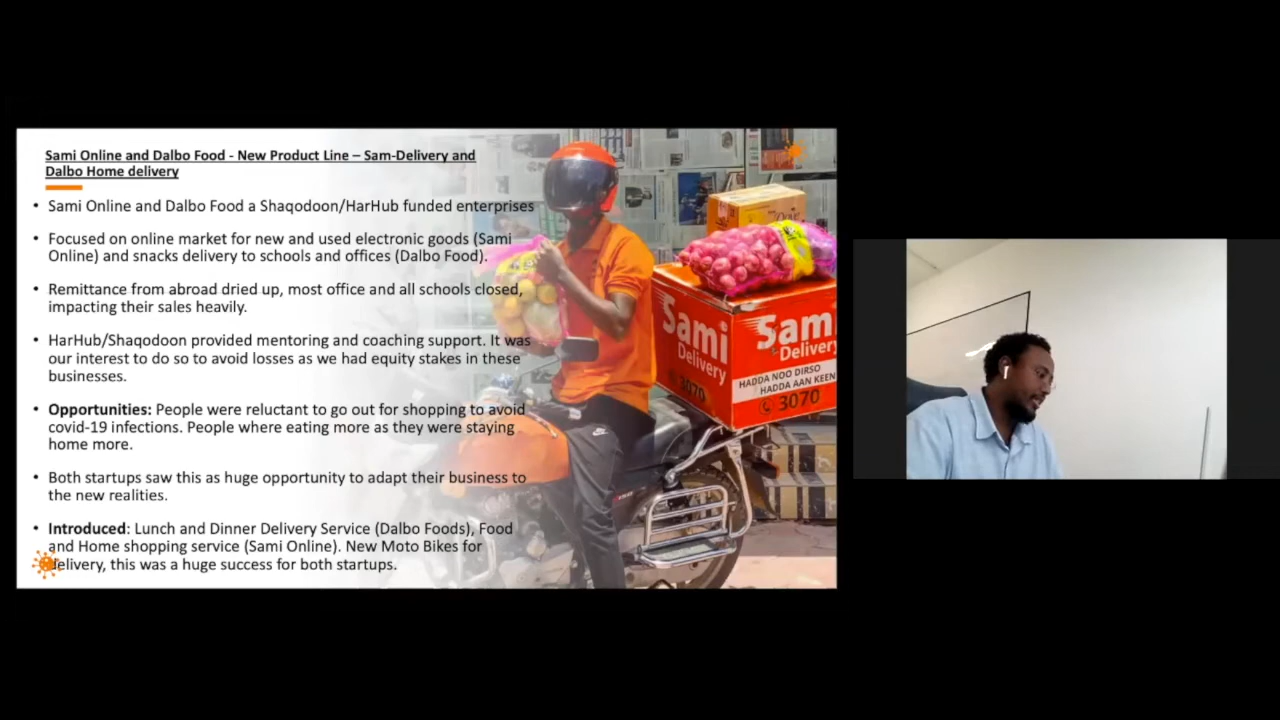 Sami Online and Dalbo Food - New Product Line – Sam-Delivery and
Dalbo Home delivery
• Sami Online and Dalbo Food a Shaqodoon/HarHub funded enterprises
• Focused on online market for new and used electronic goods (Sami
Online) and snacks delivery to schools and offices (Dalbo Food).
• Remittance from abroad dried up, most office and all schools closed,
impacting their sales heavily.
• HarHub/Shaqodoon provided mentoring and coaching support. It was
our interest to do so to avoid losses as we had equity stakes in these
businesses.
• Opportunities: People were reluctant to go out for shopping to avoid
covid-19 infections. People where eating more as they were staying
home more.
• Both startups saw this as huge opportunity to adapt their business to
the new realities.
• Introduced: Lunch and Dinner Delivery Service (Dalbo Foods), Food
and Home shopping service (Sami Online). New Moto Bikes for
delivery, this was a huge success for both startups.
Sami
Delivery
3070
Sam
Delivery
HADDA NOO DIRSO
HADDA AAN KEEN
3070